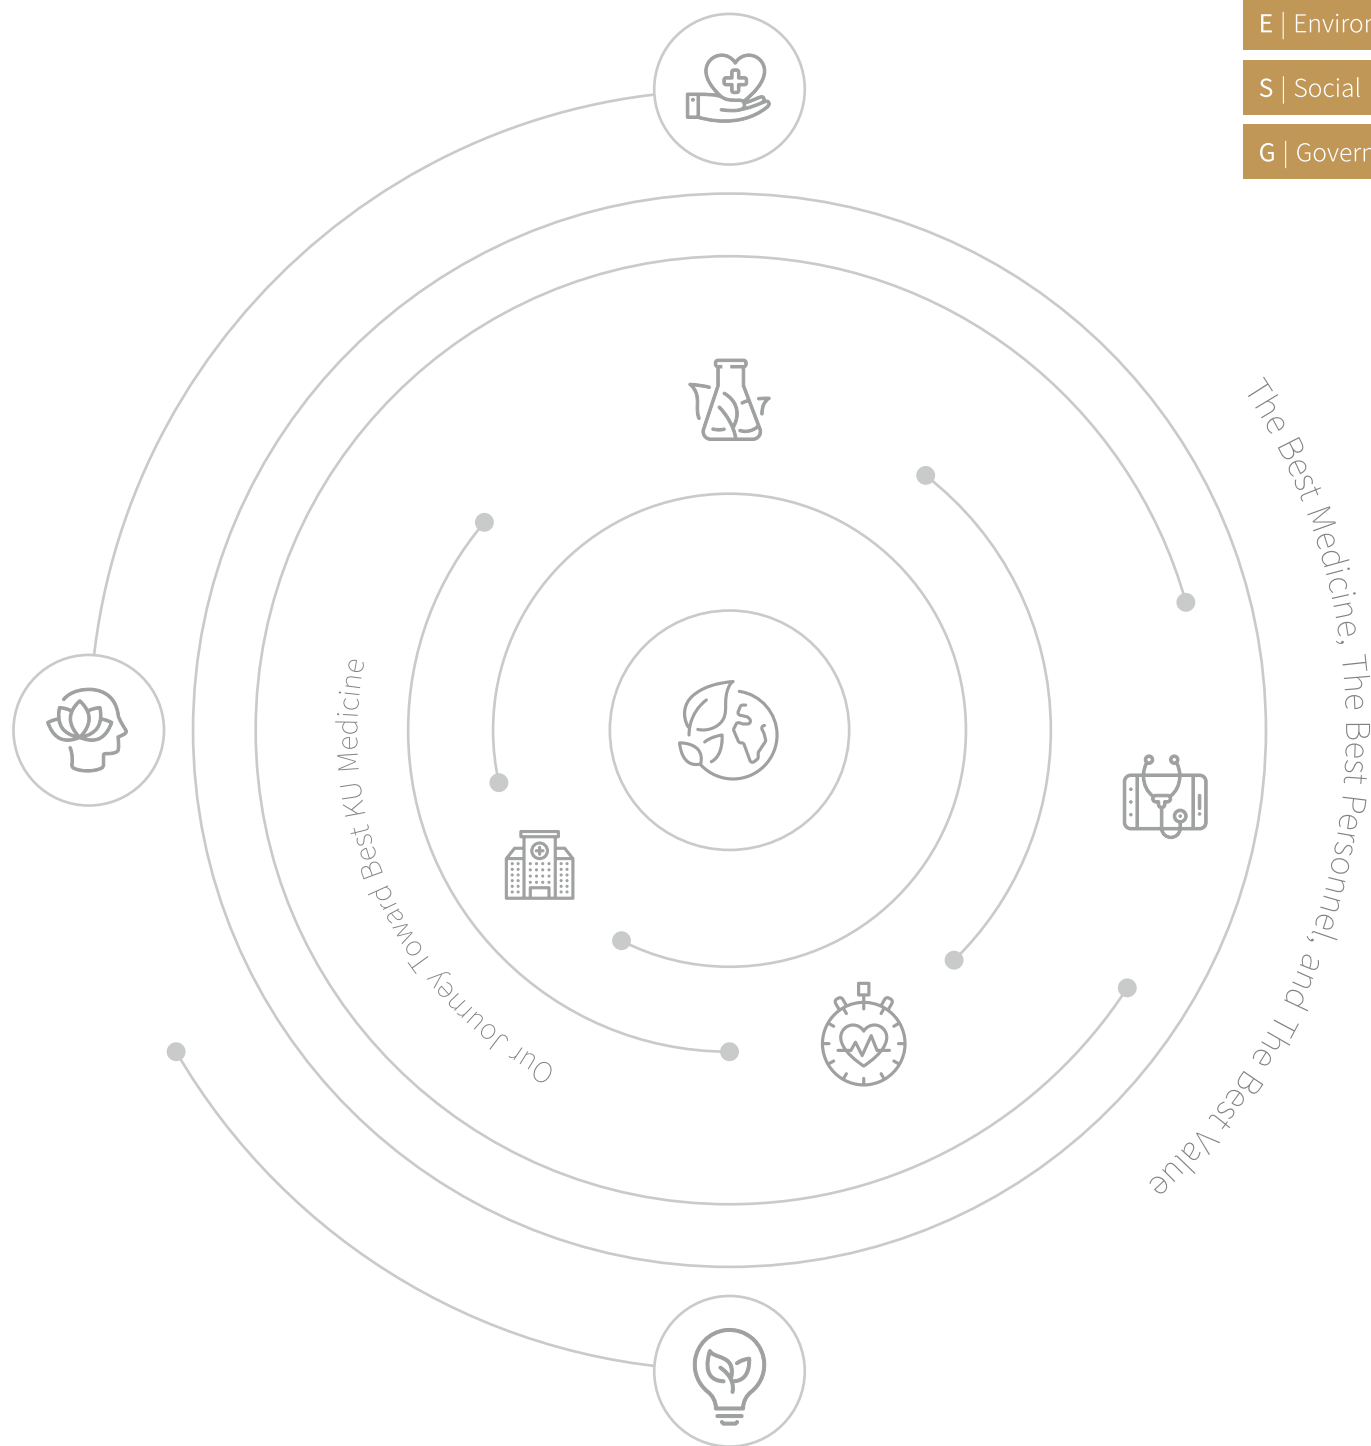 E | Environ
S | Social
G | Govern
The Best Medicine, The Best Personnel, and The Best Value
Our Journey Toward Best KU Medicine